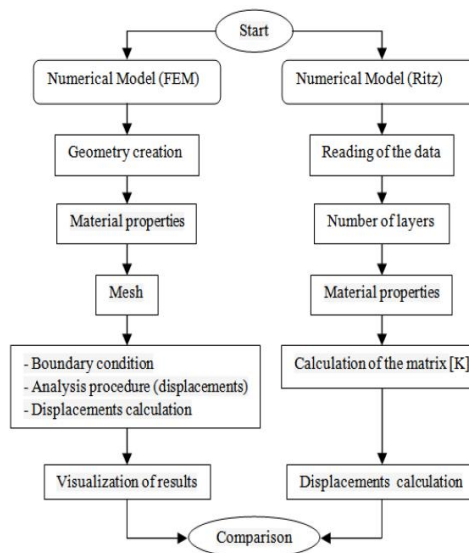 Start
Numerical Model (FEM)
Geometry creation
Material properties
Mesh
- Boundary condition
- Analysis procedure (displacements)
- Displacements calculation
Visualization of results
Numerical Model (Ritz)
Reading of the data
Number of layers
Material properties
Calculation of the matrix [K]
Displacements calculation
Comparison